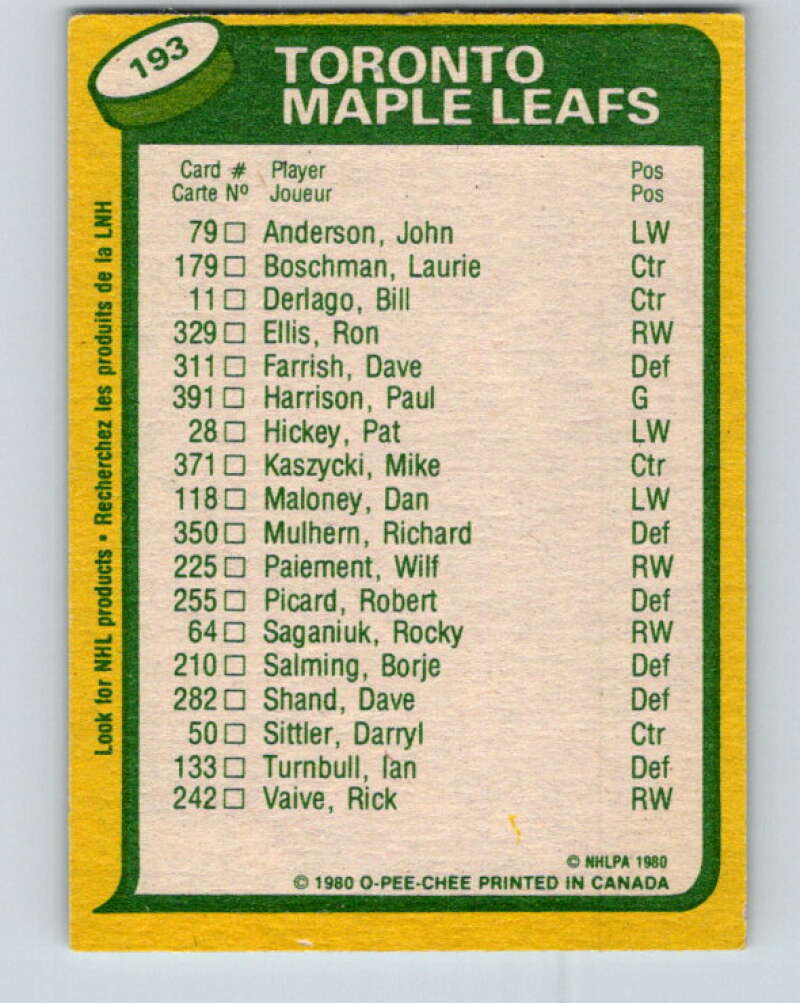 193
TORONTO
MAPLE LEAFS
Card # Player Pos
Carte Nº Joueur Pos
79 □ Anderson, John LW
179 □ Boschman, Laurie Ctr
11 □ Derlago, Bill Ctr
329 □ Ellis, Ron RW
311 □ Farrish, Dave Def
391 □ Harrison, Paul G
28 □ Hickey, Pat LW
371 □ Kaszycki, Mike Ctr
118 □ Maloney, Dan LW
350 □ Mulhern, Richard Def
225 □ Paiement, Wilf RW
255 □ Picard, Robert Def
64 □ Saganiuk, Rocky RW
210 □ Salming, Borje Def
282 □ Shand, Dave Def
50 □ Sittler, Darryl Ctr
133 □ Turnbull, Ian Def
242 □ Vaive, Rick RW
© NHLPA 1980
© 1980 O-PEE-CHEE PRINTED IN CANADA
Look for NHL products • Recherchez les produits de la LNH